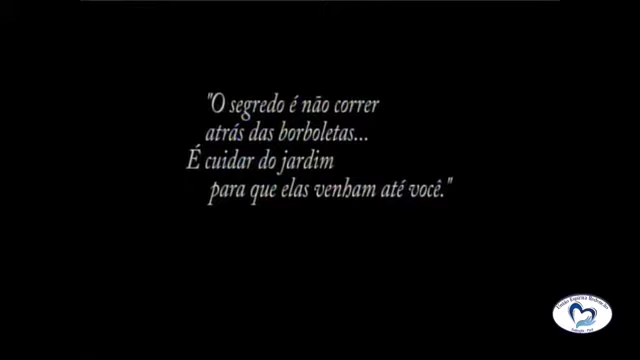 "O segredo é não correr
atrás das borboletas...
É cuidar do jardim
para que elas venham até você."